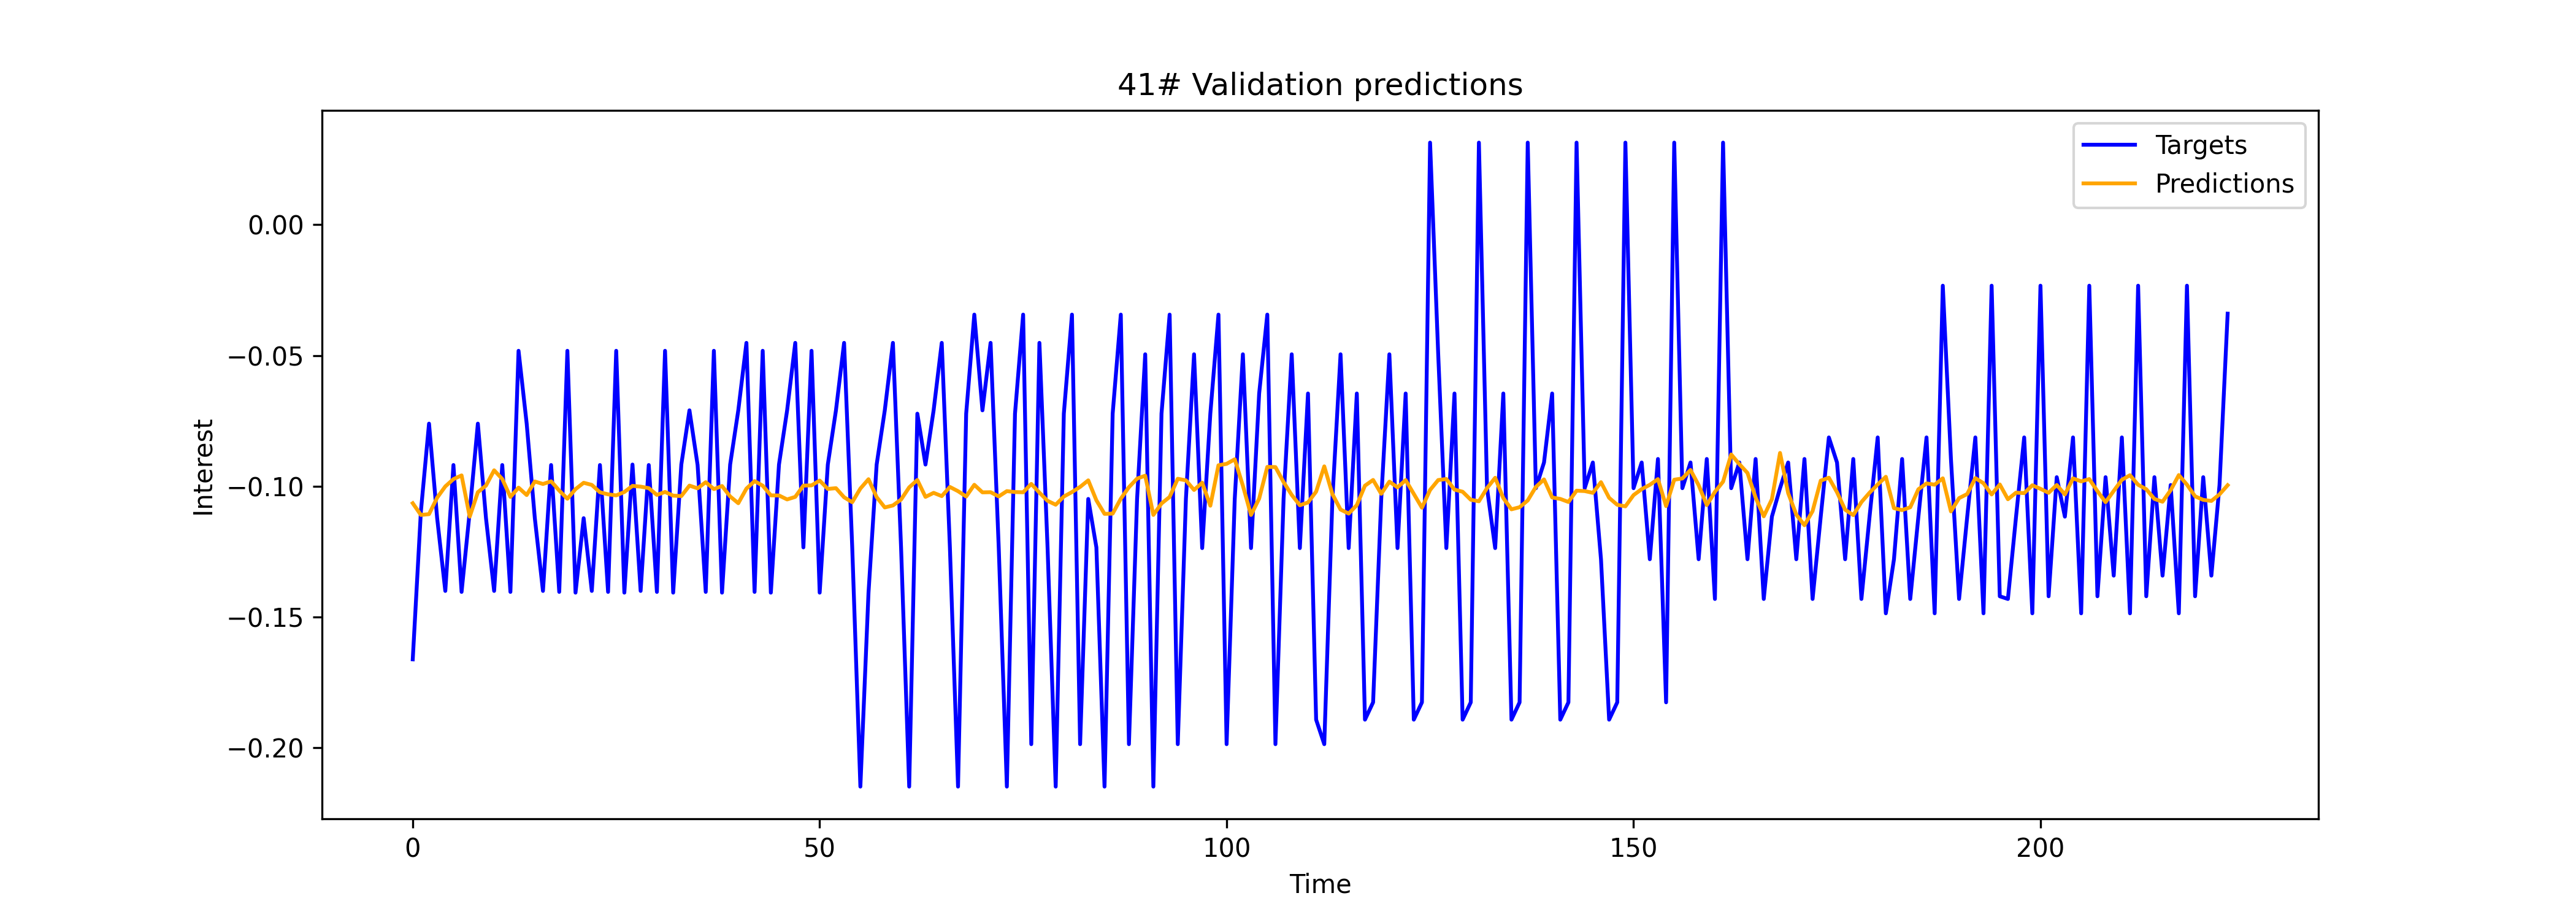 41# Validation predictions
Targets
Predictions
Interest
0.00
−0.05
−0.10
−0.15
−0.20
0 50 100 150 200
Time